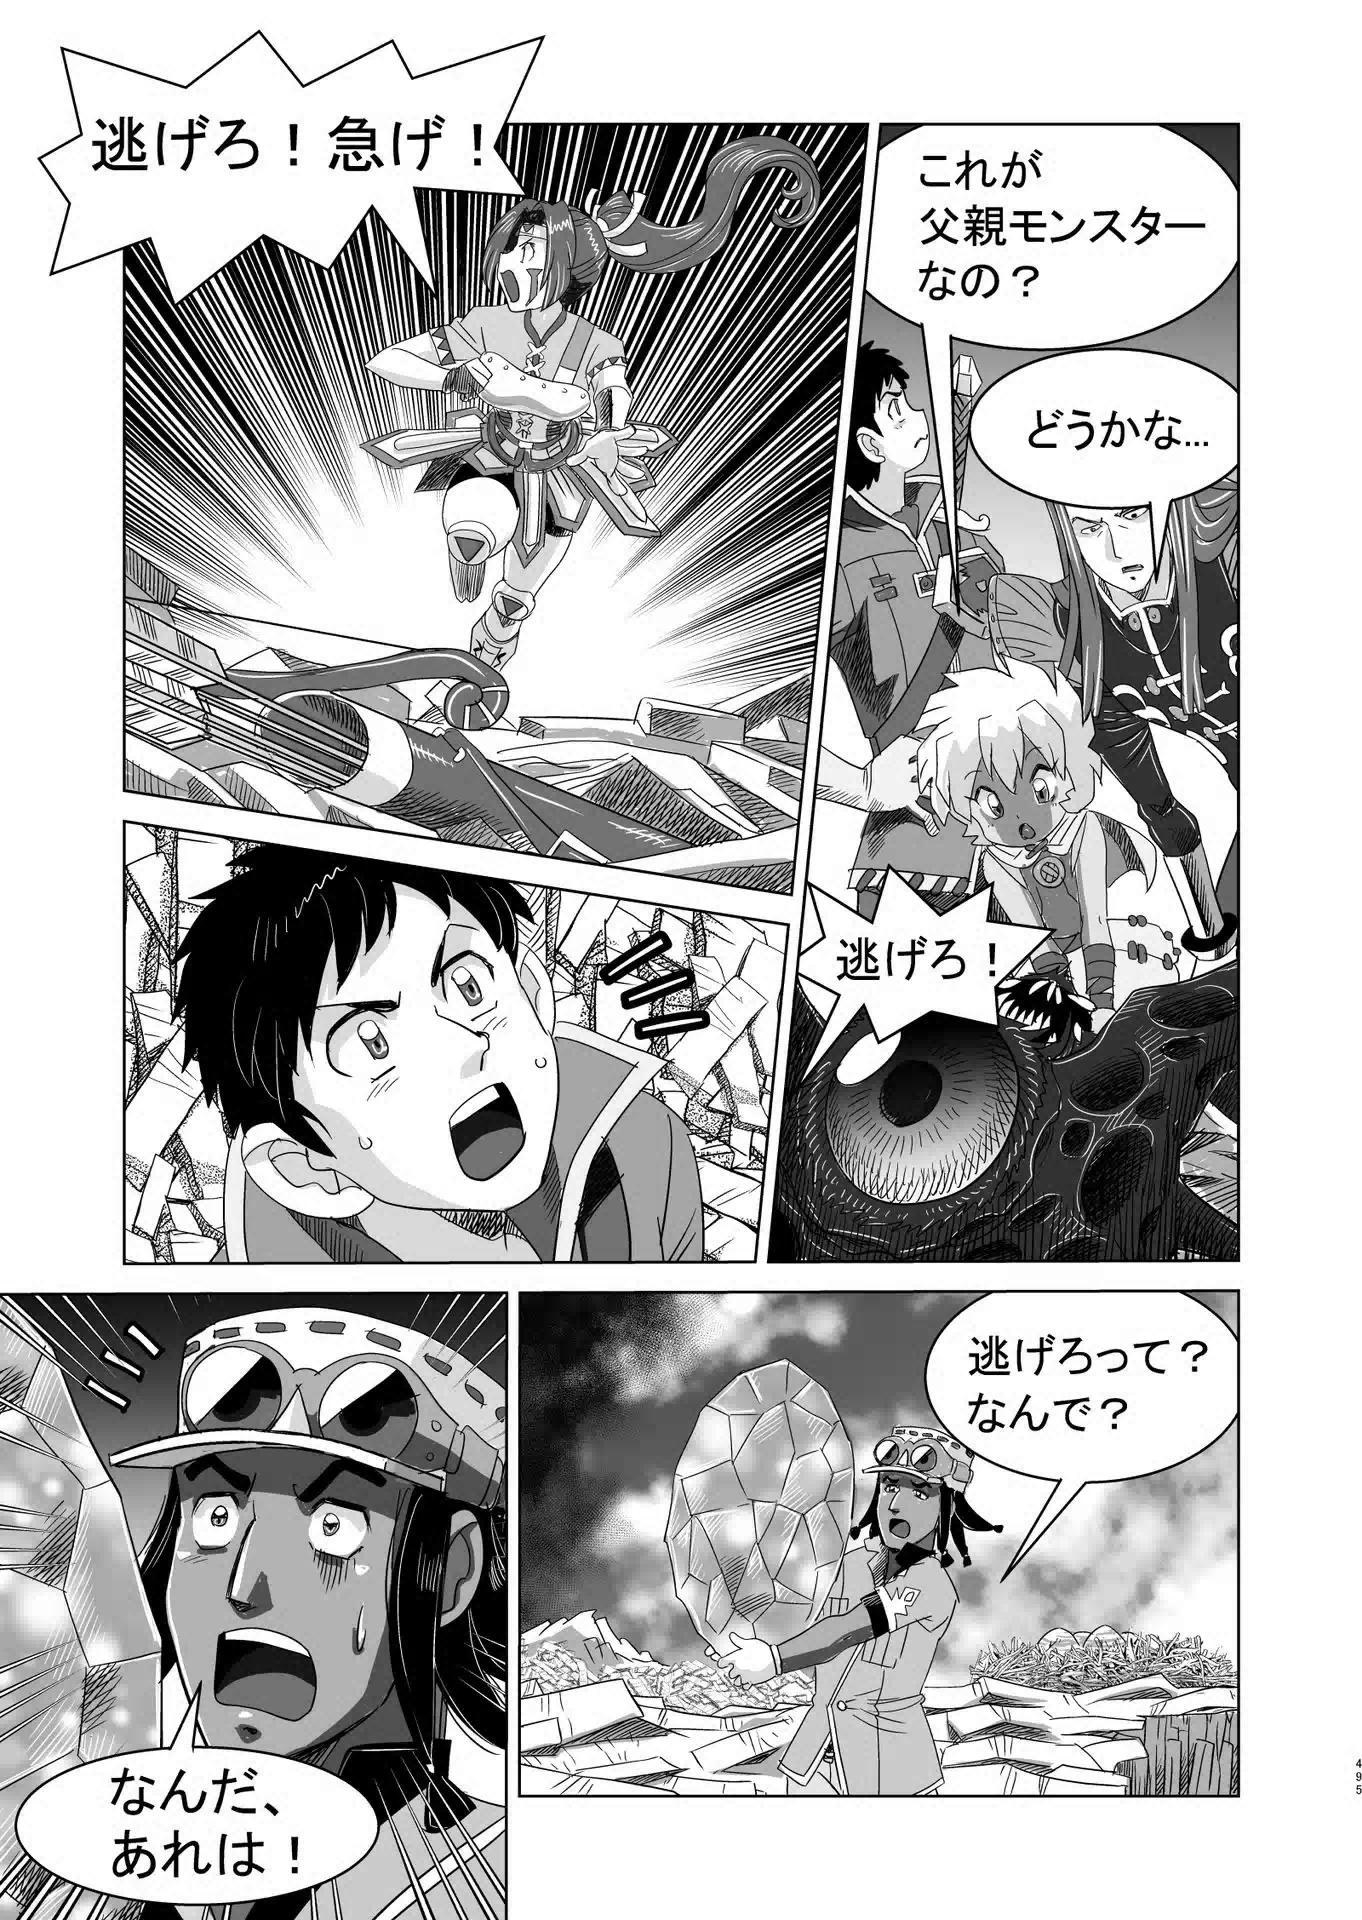 これが
父親モンスター
なの？
どうかな…
逃げろ！
逃げろ！急げ！
逃げろって？
なんで？
なんだ、
あれは！
495